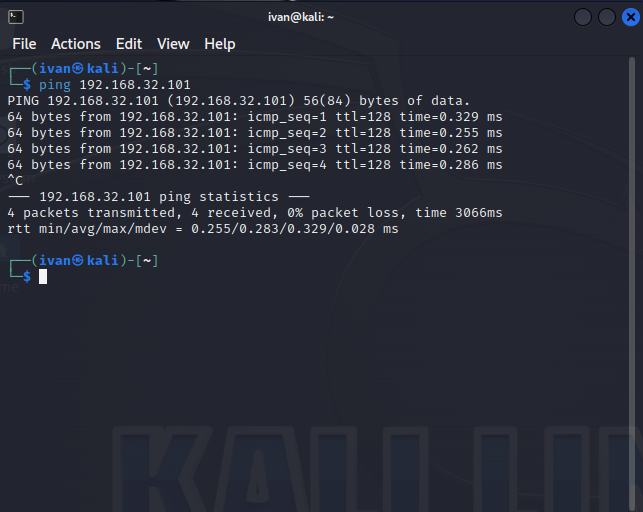 ivan@kali: ~
File Actions Edit View Help
┌──(ivan㉿kali)-[~]
└─$ ping 192.168.32.101
PING 192.168.32.101 (192.168.32.101) 56(84) bytes of data.
64 bytes from 192.168.32.101: icmp_seq=1 ttl=128 time=0.329 ms
64 bytes from 192.168.32.101: icmp_seq=2 ttl=128 time=0.255 ms
64 bytes from 192.168.32.101: icmp_seq=3 ttl=128 time=0.262 ms
64 bytes from 192.168.32.101: icmp_seq=4 ttl=128 time=0.286 ms
^C
--- 192.168.32.101 ping statistics ---
4 packets transmitted, 4 received, 0% packet loss, time 3066ms
rtt min/avg/max/mdev = 0.255/0.283/0.329/0.028 ms
┌──(ivan㉿kali)-[~]
└─$
me
KALI LIN